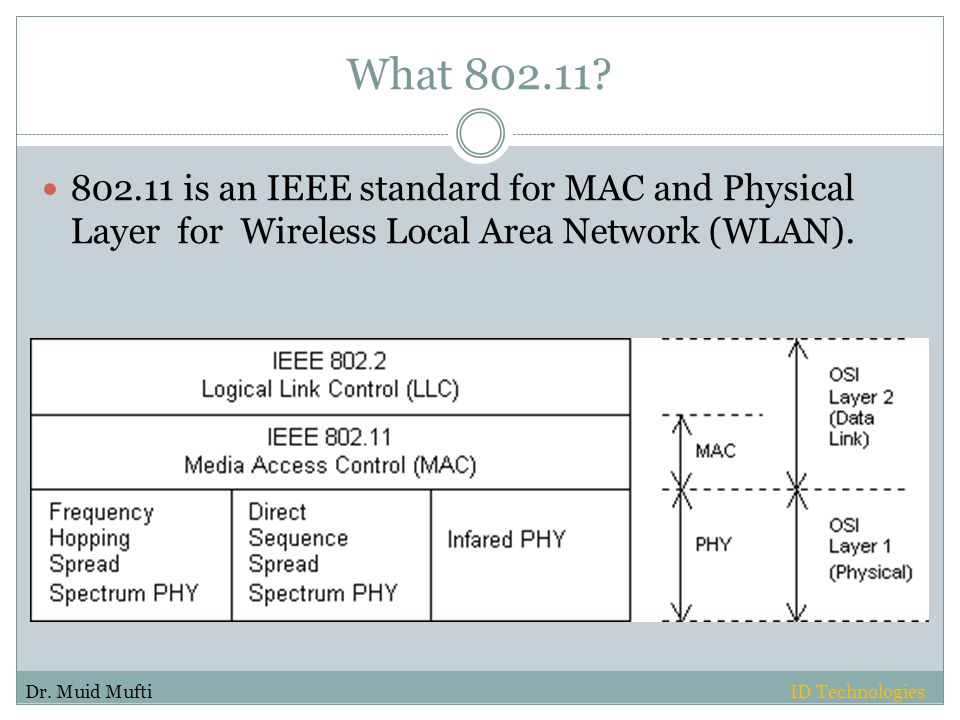 What 802.11?
802.11 is an IEEE standard for MAC and Physical
Layer for Wireless Local Area Network (WLAN).
IEEE 802.2
Logical Link Control (LLC)
IEEE 802.11
Media Access Control (MAC)
Frequency
Hopping
Spread
Spectrum PHY
Direct
Sequence
Spread
Spectrum PHY
Infared PHY
MAC
PHY
OSI
Layer 2
(Data
Link)
OSI
Layer 1
(Physical)
Dr. Muid Mufti
ID Technologies